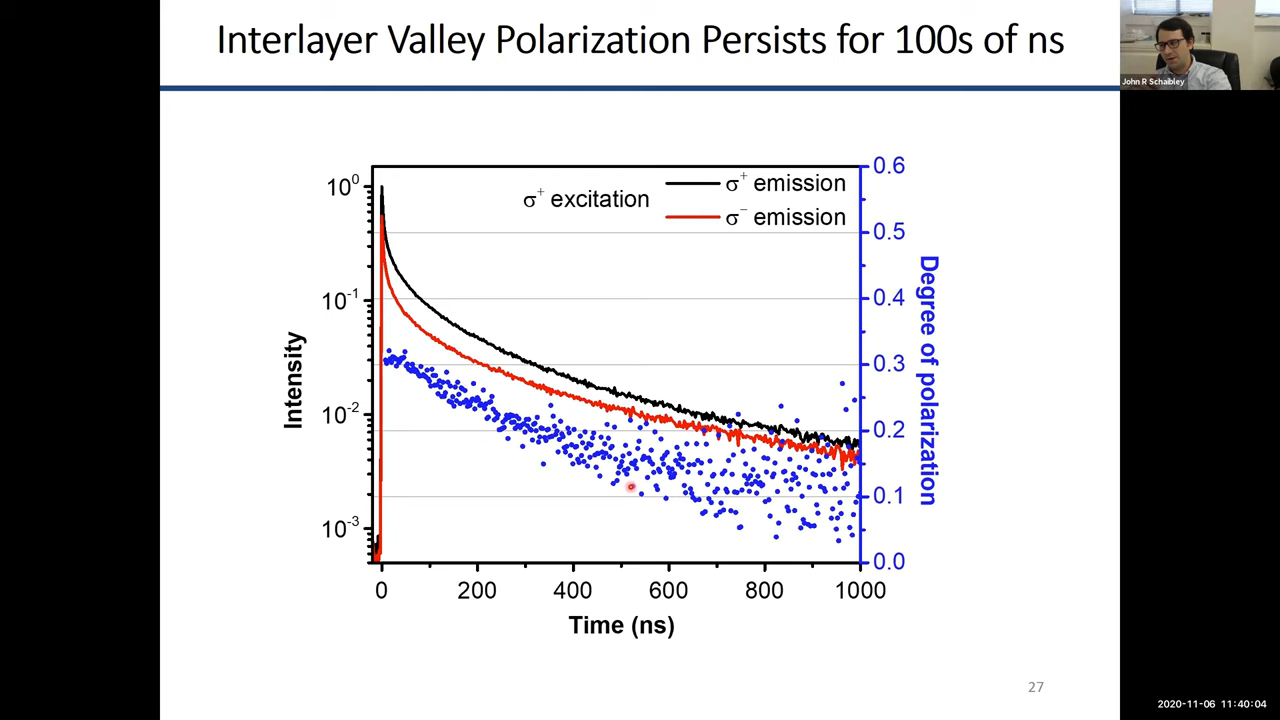 Interlayer Valley Polarization Persists for 100s of ns
John R Schaibley
σ⁺ excitation
σ⁺ emission
σ⁻ emission
10⁰
10⁻¹
10⁻²
10⁻³
Intensity
0.6
0.5
0.4
0.3
0.2
0.1
0.0
Degree of polarization
0 200 400 600 800 1000
Time (ns)
27
2020-11-06 11:40:04